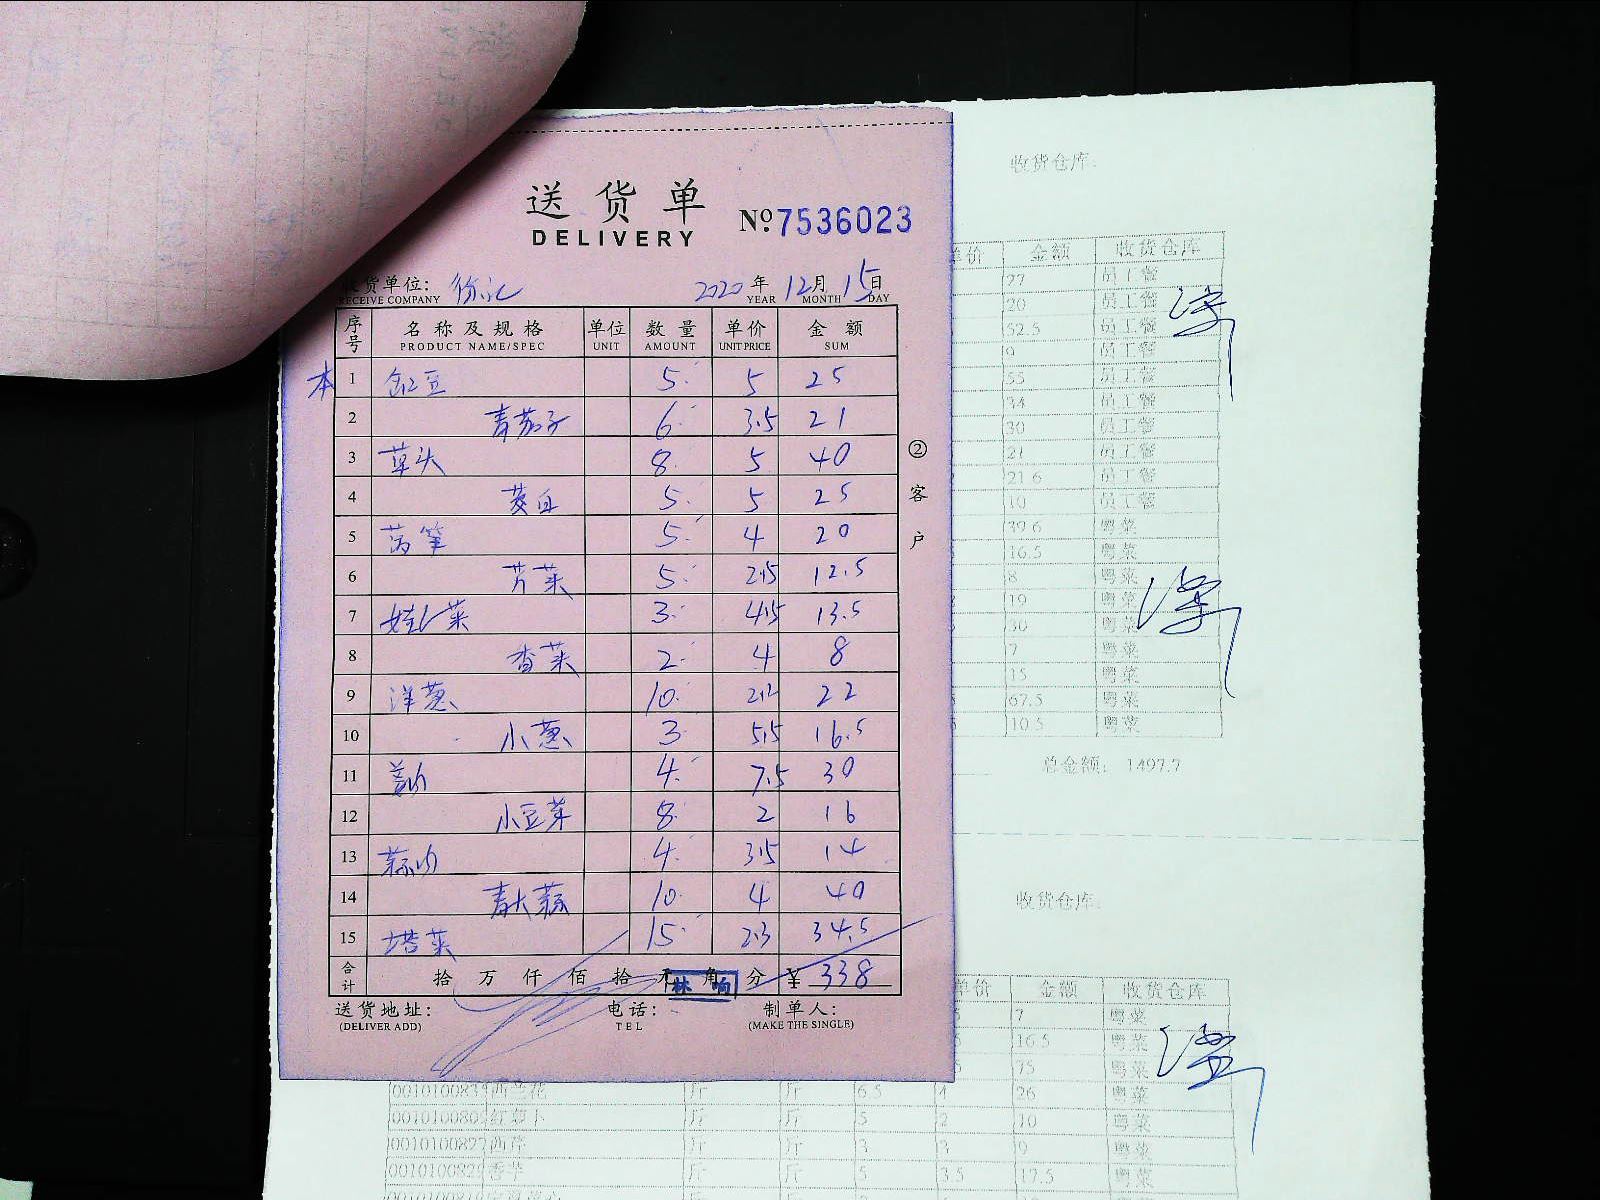 送货单
DELIVERY
№ 7536023
收货单位:
RECEIVE COMPANY
2020 年 12 月 15 日
YEAR MONTH DAY
序号 名称及规格 单位 数量 单价 金额
PRODUCT NAME/SPEC UNIT AMOUNT UNIT PRICE SUM
本
1 5 5 25
2 青茄子 6 3.5 21
3 草头 8 5 40
4 茭白 5 5 25
5 莴笋 5 4 20
6 芹菜 5 2.5 12.5
7 娃娃菜 3 4.5 13.5
8 香菜 2 4 8
9 洋葱 10 2.2 22
10 小葱 3 5.5 16.5
11 4 7.5 30
12 小豆芽 8 2 16
13 4 3.5 14
14 青大蒜 10 4 40
15 塔菜 15 2.3 34.5
合计 拾 万 仟 佰 拾 元 角 分 ¥ 338
林 响
送货地址: 电话: 制单人:
(DELIVER ADD) TEL (MAKE THE SINGLE)
② 客户
收货仓库:
单价 金额 收货仓库
77 员工餐
20 员工餐
52.5 员工餐
9 员工餐
55 员工餐
34 员工餐
30 员工餐
21 员工餐
21.6 员工餐
10 员工餐
39.6 粤菜
16.5 粤菜
8 粤菜
19 粤菜
30 粤菜
7 粤菜
15 粤菜
67.5 粤菜
10.5 粤菜
总金额: 1497.7
收货仓库:
单价 金额 收货仓库
7 粤菜
16.5 粤菜
75 粤菜
西兰花 斤 斤 6.5 4 26 粤菜
红萝卜 斤 斤 5 2 10 粤菜
西芹 斤 斤 3 3 9 粤菜
香芋 斤 斤 5 3.5 17.5 粤菜